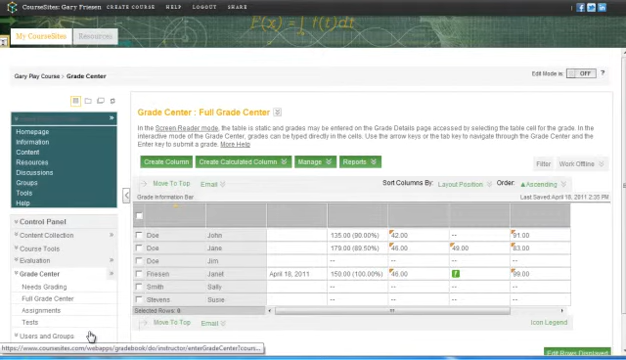 CourseSites: Gary Friesen CREATE COURSE HELP LOGOUT SHARE
My CourseSites Resources
Gary Play Course > Grade Center
Edit Mode is: OFF ?
Homepage
Information
Content
Resources
Discussions
Groups
Tools
Help
Control Panel
Content Collection
Course Tools
Evaluation
Grade Center
Needs Grading
Full Grade Center
Assignments
Tests
Users and Groups
Grade Center : Full Grade Center
In the Screen Reader mode, the table is static and grades may be entered on the Grade Details page accessed by selecting the table cell for the grade. In the
interactive mode of the Grade Center, grades can be typed directly in the cells. Use the arrow keys or the tab key to navigate through the Grade Center and the
Enter key to submit a grade. More Help
Create Column Create Calculated Column Manage Reports Filter Work Offline
Move To Top Email Sort Columns By: Layout Position Order: Ascending
Grade Information Bar Last Saved:April 18, 2011 2:35 PM
Doe John 135.00 (90.00%) 42.00 -- 91.00
Doe Jane 179.00 (89.50%) 46.00 49.00 83.00
Doe Jim -- -- -- --
Friesen Janet April 18, 2011 150.00 (100.00%) 46.00 99.00
Smith Sally -- -- -- --
Stevens Susie -- -- -- --
Selected Rows: 0
Move To Top Email Icon Legend
Edit Rows Displayed
https://www.coursesites.com/webapps/gradebook/do/instructor/enterGradeCenter?cours...